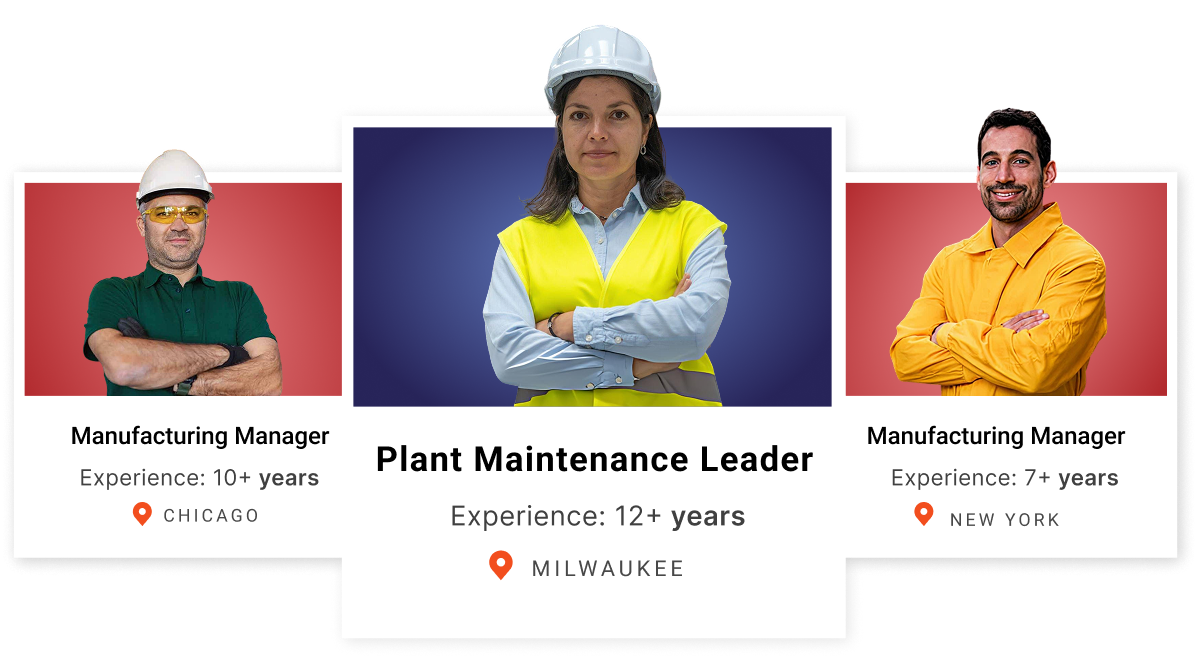 Manufacturing Manager
Experience: 10+ years
CHICAGO
Plant Maintenance Leader
Experience: 12+ years
MILWAUKEE
Manufacturing Manager
Experience: 7+ years
NEW YORK